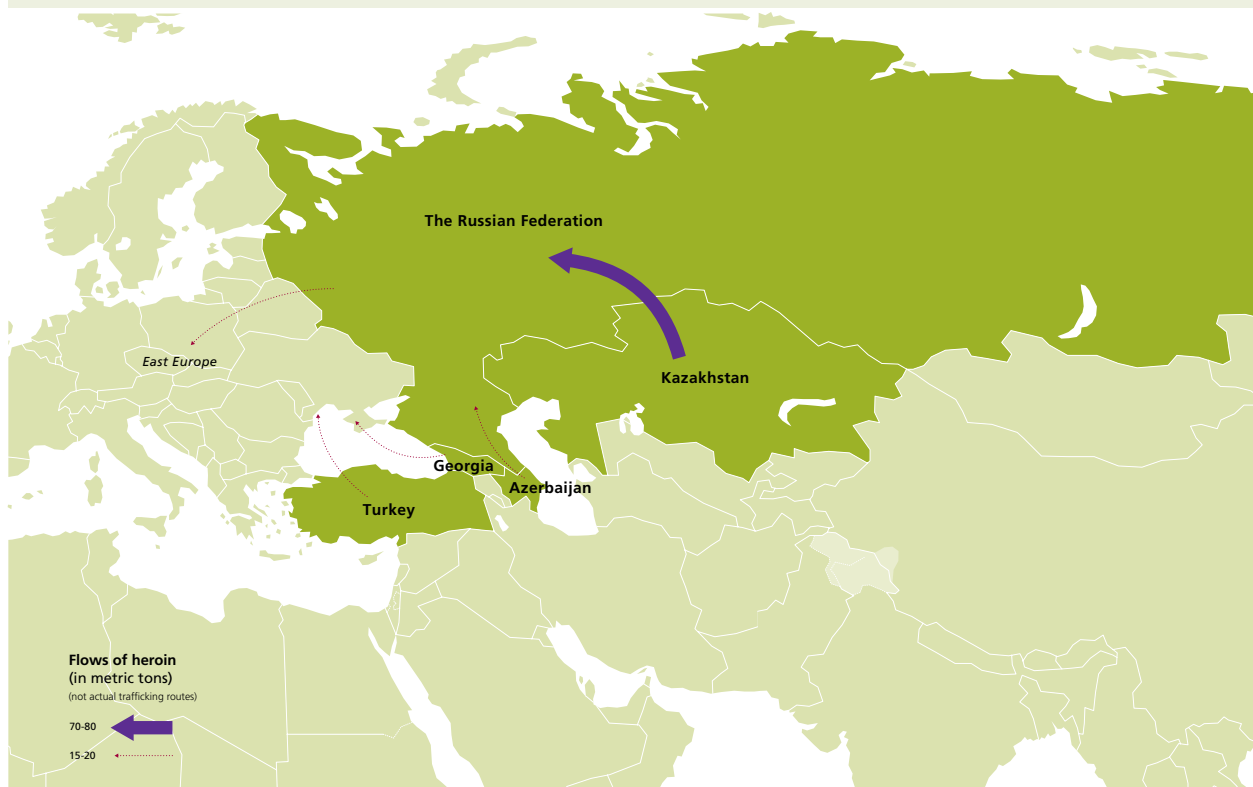 The Russian Federation
East Europe
Kazakhstan
Georgia
Azerbaijan
Turkey
Flows of heroin
(in metric tons)
(not actual trafficking routes)
70-80
15-20